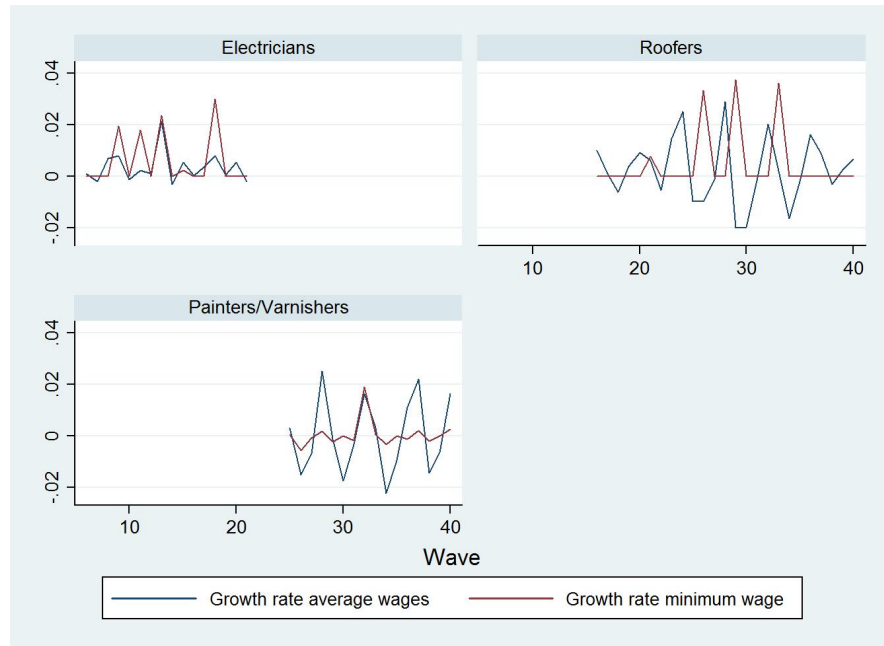 Electricians
Roofers
.04
.02
0
-.02
10
20
30
40
Painters/Varnishers
.04
.02
0
-.02
10
20
30
40
Wave
Growth rate average wages
Growth rate minimum wage